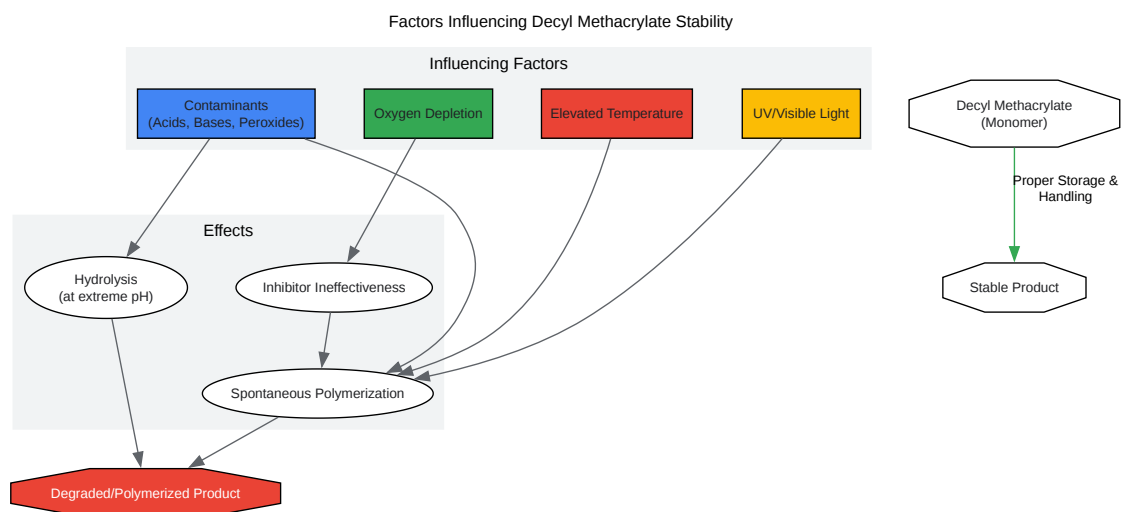 Factors Influencing Decyl Methacrylate Stability
Influencing Factors
Contaminants
(Acids, Bases, Peroxides)
Oxygen Depletion
Elevated Temperature
UV/Visible Light
Decyl Methacrylate
(Monomer)
Proper Storage &
Handling
Effects
Hydrolysis
(at extreme pH)
Inhibitor Ineffectiveness
Stable Product
Spontaneous Polymerization
Degraded/Polymerized Product